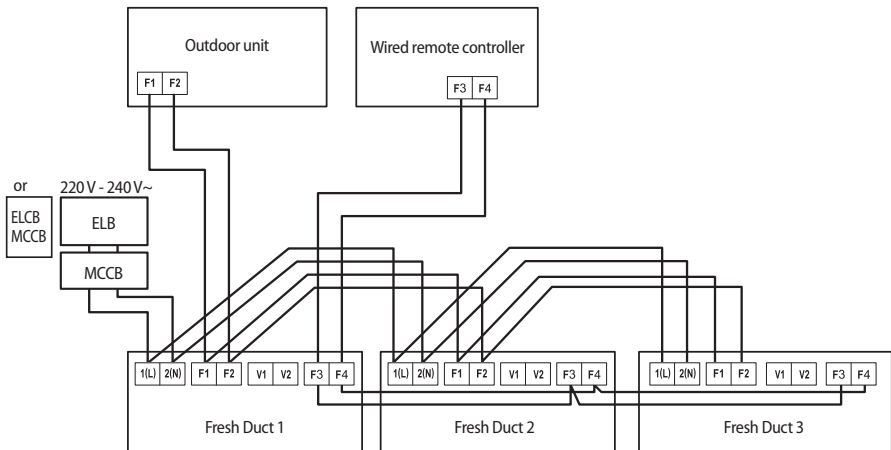 Outdoor unit
F1 F2
Wired remote controller
F3 F4
or
220 V - 240 V~
ELCB
MCCB
ELB
MCCB
1(L) 2(N) F1 F2 V1 V2 F3 F4
Fresh Duct 1
1(L) 2(N) F1 F2 V1 V2 F3 F4
Fresh Duct 2
1(L) 2(N) F1 F2 V1 V2 F3 F4
Fresh Duct 3